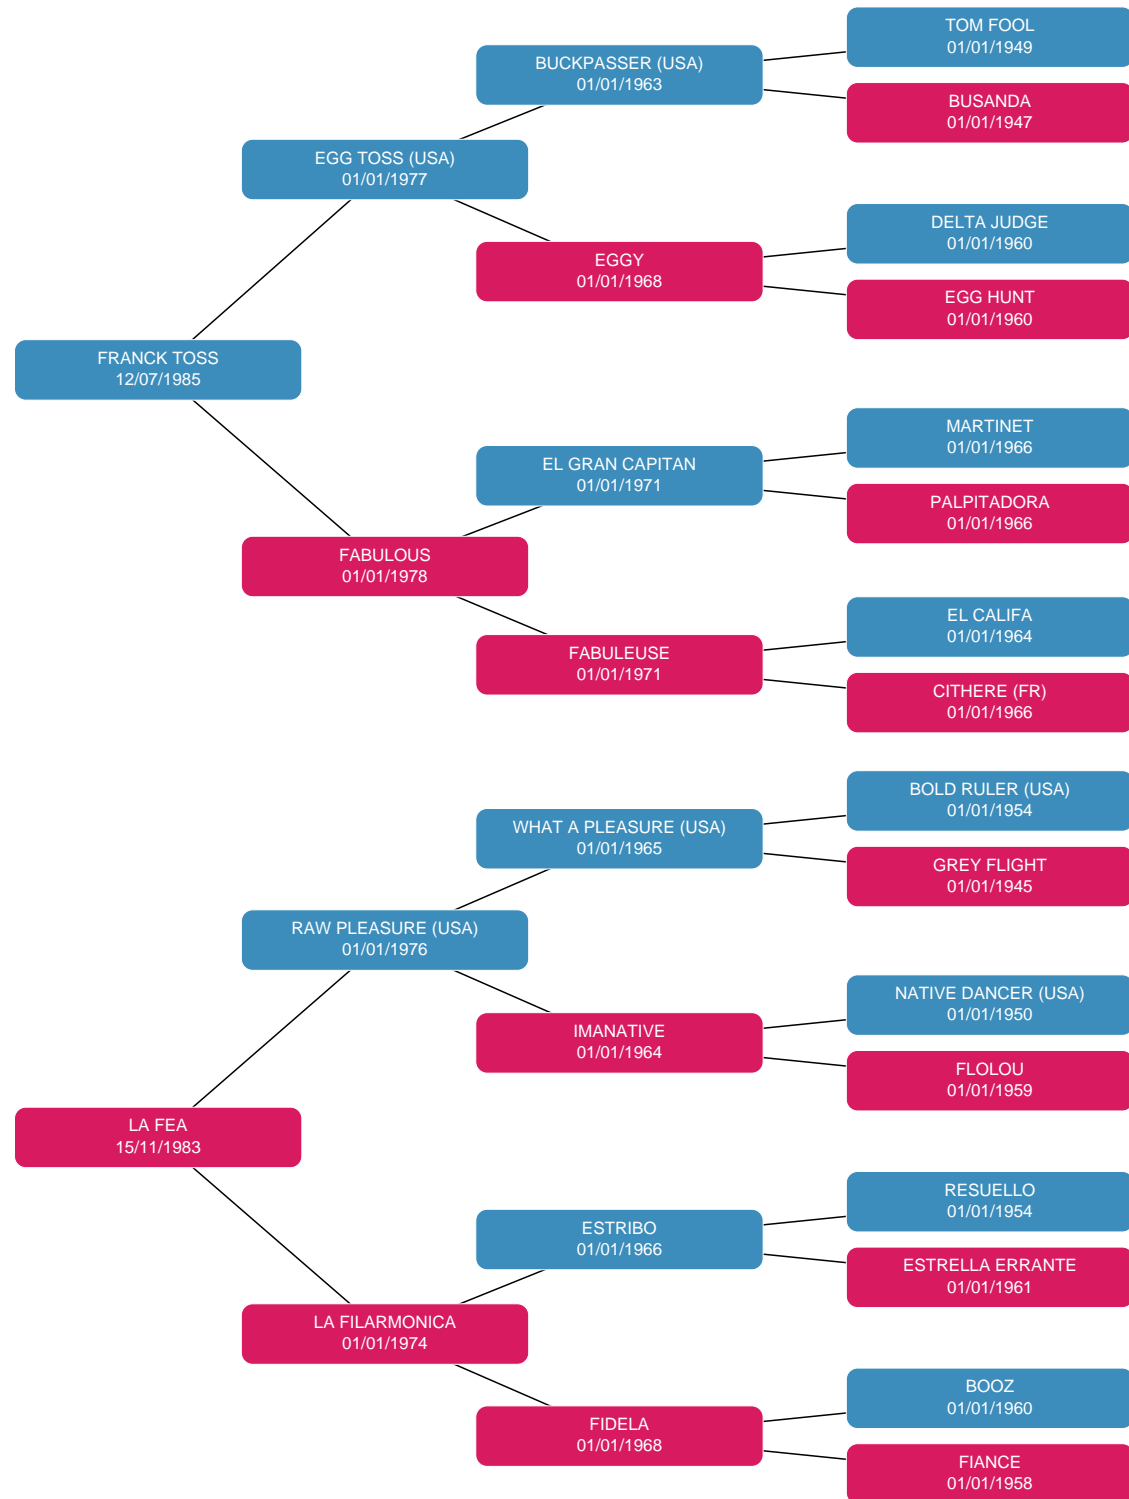 TOM FOOL
01/01/1949
BUCKPASSER (USA)
01/01/1963
BUSANDA
01/01/1947
EGG TOSS (USA)
01/01/1977
DELTA JUDGE
01/01/1960
EGGY
01/01/1968
EGG HUNT
01/01/1960
FRANCK TOSS
12/07/1985
MARTINET
01/01/1966
EL GRAN CAPITAN
01/01/1971
PALPITADORA
01/01/1966
FABULOUS
01/01/1978
EL CALIFA
01/01/1964
FABULEUSE
01/01/1971
CITHERE (FR)
01/01/1966
BOLD RULER (USA)
01/01/1954
WHAT A PLEASURE (USA)
01/01/1965
GREY FLIGHT
01/01/1945
RAW PLEASURE (USA)
01/01/1976
NATIVE DANCER (USA)
01/01/1950
IMANATIVE
01/01/1964
FLOLOU
01/01/1959
LA FEA
15/11/1983
RESUELLO
01/01/1954
ESTRIBO
01/01/1966
ESTRELLA ERRANTE
01/01/1961
LA FILARMONICA
01/01/1974
BOOZ
01/01/1960
FIDELA
01/01/1968
FIANCE
01/01/1958